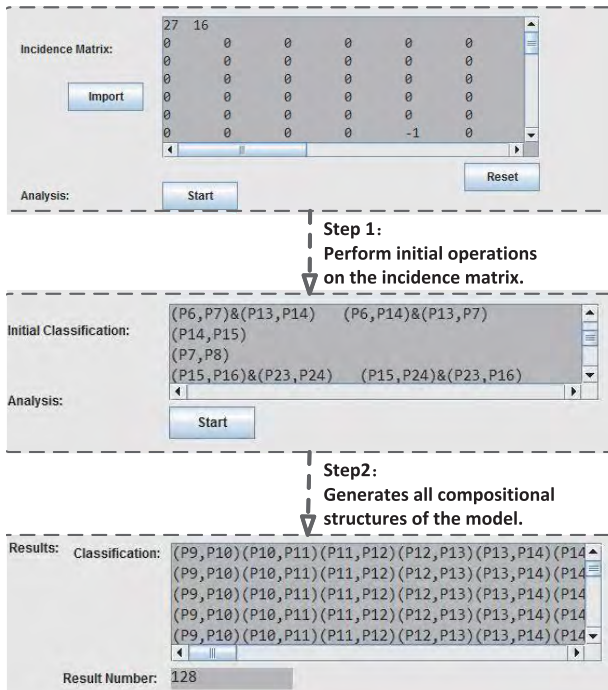 27 16
Incidence Matrix:
0 0 0 0 0 0
0 0 0 0 0 0
0 0 0 0 0 0
Import
0 0 0 0 0 0
0 0 0 0 0 0
0 0 0 0 -1 0
Reset
Analysis:
Start
Step 1:
Perform initial operations
on the incidence matrix.
(P6,P7)&(P13,P14) (P6,P14)&(P13,P7)
Initial Classification:
(P14,P15)
(P7,P8)
(P15,P16)&(P23,P24) (P15,P24)&(P23,P16)
Analysis:
Start
Step2:
Generates all compositional
structures of the model.
Results: Classification:
(P9,P10)(P10,P11)(P11,P12)(P12,P13)(P13,P14)(P14
(P9,P10)(P10,P11)(P11,P12)(P12,P13)(P13,P14)(P14
(P9,P10)(P10,P11)(P11,P12)(P12,P13)(P13,P14)(P14
(P9,P10)(P10,P11)(P11,P12)(P12,P13)(P13,P14)(P14
(P9,P10)(P10,P11)(P11,P12)(P12,P13)(P13,P14)(P14
Result Number: 128